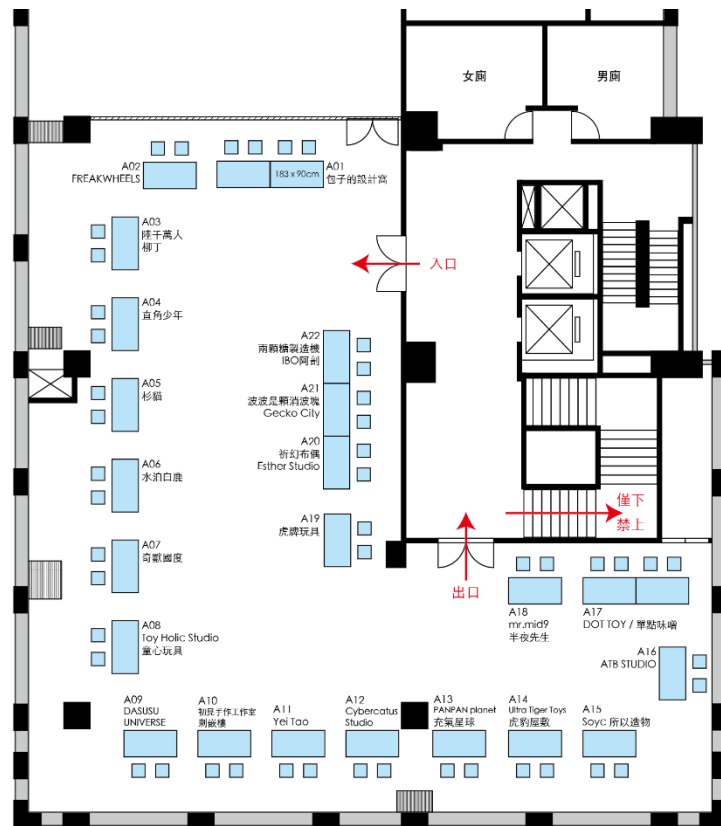 女廁
男廁
A02
FREAKWHEELS
183 x 90cm
A01
包子的設計窩
A03
陸仟萬人
柳丁
入口
A04
直角少年
A22
兩顆糖製造機
IBO阿剖
A05
杉貓
A21
波波是顆消波塊
Gecko City
A20
祈幻布偶
Esther Studio
A06
水泊白鹿
A19
虎牌玩具
僅下
禁上
A07
奇獸國度
出口
A18
mr.mid9
半夜先生
A17
DOT TOY / 單點味噌
A08
Toy Holic Studio
童心玩具
A16
ATB STUDIO
A09
DASUSU
UNIVERSE
A10
初見手作工作室
刺嵌樓
A11
Yei Tao
A12
Cybercatus
Studio
A13
PANPAN planet
充氣星球
A14
Ultra Tiger Toys
虎豹屋敷
A15
Soyc 所以造物